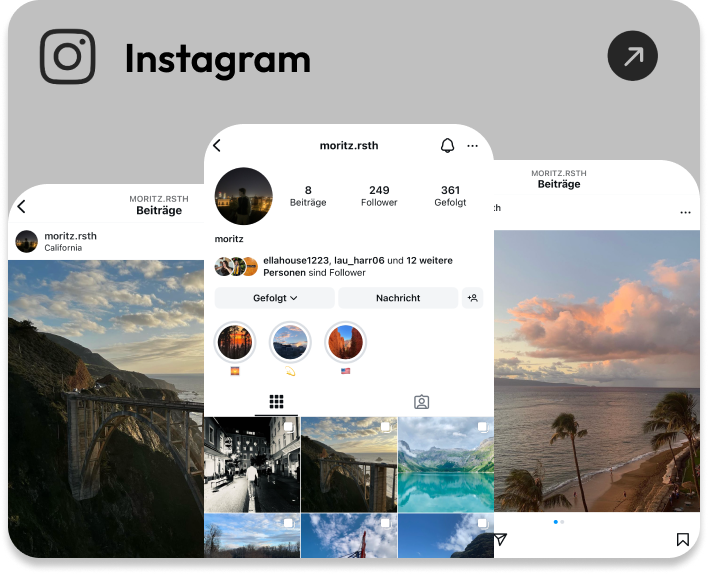 Instagram
moritz.rsth
8 249 361
Beiträge Follower Gefolgt
moritz
ellahouse1223, lau_harr06 und 12 weitere
Personen sind Follower
Gefolgt Nachricht
MORITZ.RSTH
Beiträge
moritz.rsth
California
MORITZ.RSTH
Beiträge
th